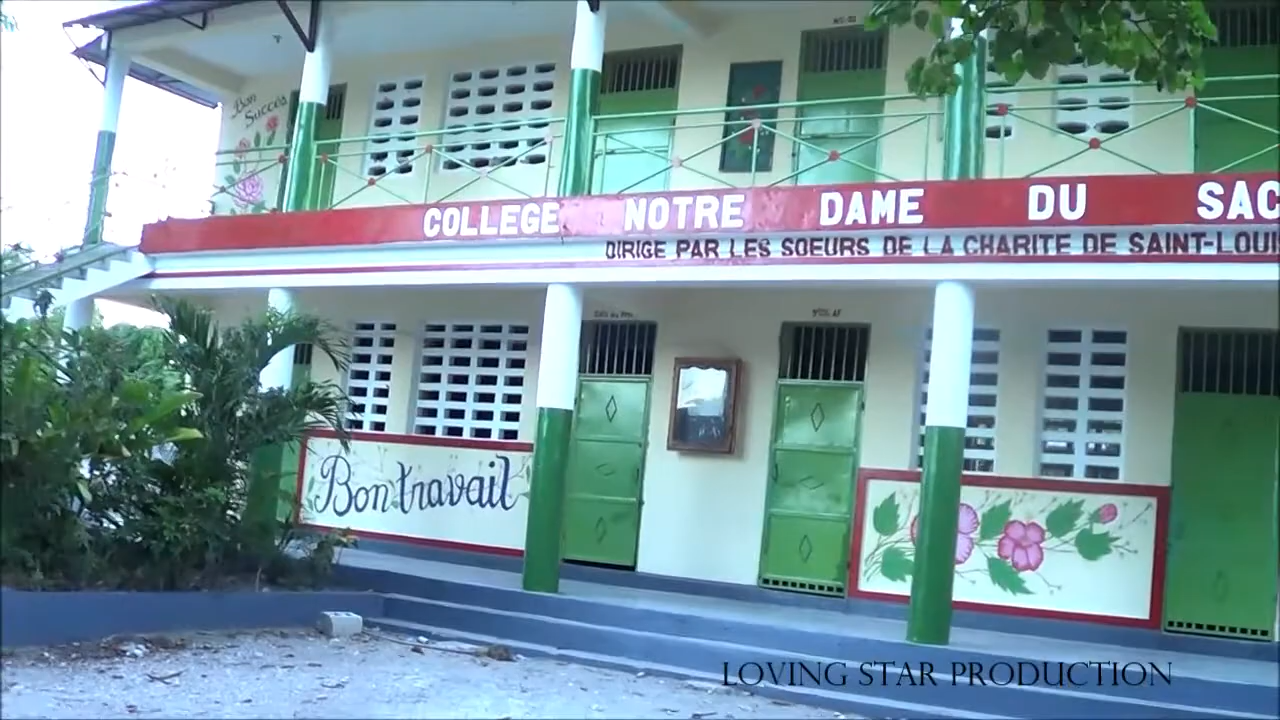 Bon
Succès
COLLEGE NOTRE DAME DU SAC
DIRIGE PAR LES SOEURS DE LA CHARITE DE SAINT-LOUI
Bon travail
LOVING STAR PRODUCTION